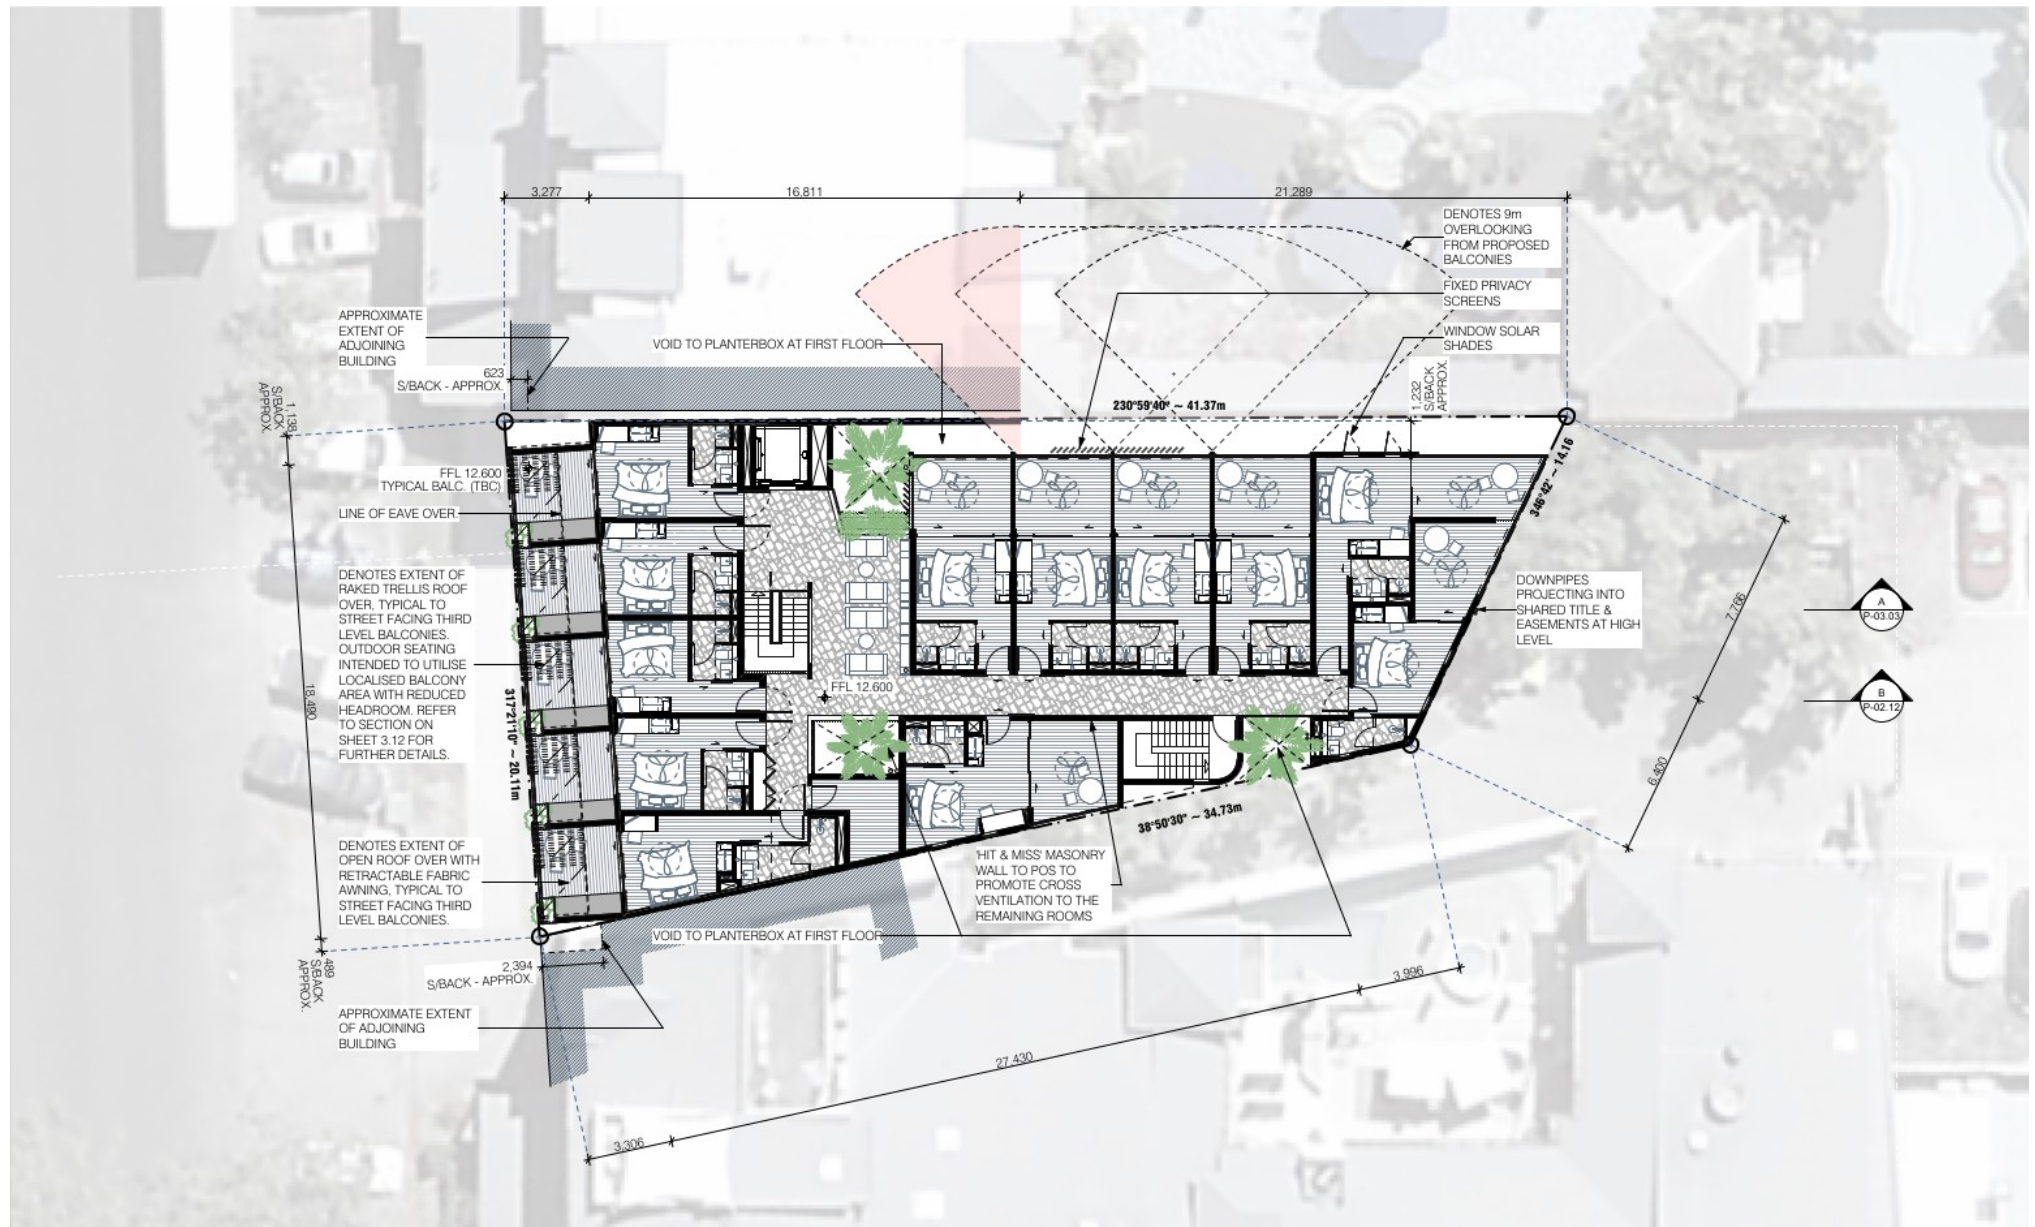 3,277
16,811
21,289
DENOTES 9m
OVERLOOKING
FROM PROPOSED
BALCONIES
FIXED PRIVACY
SCREENS
WINDOW SOLAR
SHADES
APPROXIMATE
EXTENT OF
ADJOINING
BUILDING
VOID TO PLANTERBOX AT FIRST FLOOR
623
S/BACK - APPROX.
1,138
S/BACK
APPROX.
1,232
S/BACK
APPROX.
230°59'40" ~ 41.37m
346°42' ~ 14.16
FFL 12.600
TYPICAL BALC. (TBC)
LINE OF EAVE OVER
DENOTES EXTENT OF
RAKED TRELLIS ROOF
OVER, TYPICAL TO
STREET FACING THIRD
LEVEL BALCONIES.
OUTDOOR SEATING
INTENDED TO UTILISE
LOCALISED BALCONY
AREA WITH REDUCED
HEADROOM. REFER
TO SECTION ON
SHEET 3.12 FOR
FURTHER DETAILS.
18,490
317°21'10" ~ 20.11m
FFL 12.600
DOWNPIPES
PROJECTING INTO
SHARED TITLE &
EASEMENTS AT HIGH
LEVEL
7,766
6,400
A
P-03.03
B
P-02.12
38°50'30" ~ 34.73m
DENOTES EXTENT OF
OPEN ROOF OVER WITH
RETRACTABLE FABRIC
AWNING, TYPICAL TO
STREET FACING THIRD
LEVEL BALCONIES.
'HIT & MISS' MASONRY
WALL TO POS TO
PROMOTE CROSS
VENTILATION TO THE
REMAINING ROOMS
VOID TO PLANTERBOX AT FIRST FLOOR
489
S/BACK
APPROX.
2,394
S/BACK - APPROX.
APPROXIMATE EXTENT
OF ADJOINING
BUILDING
3,996
27,430
3,306